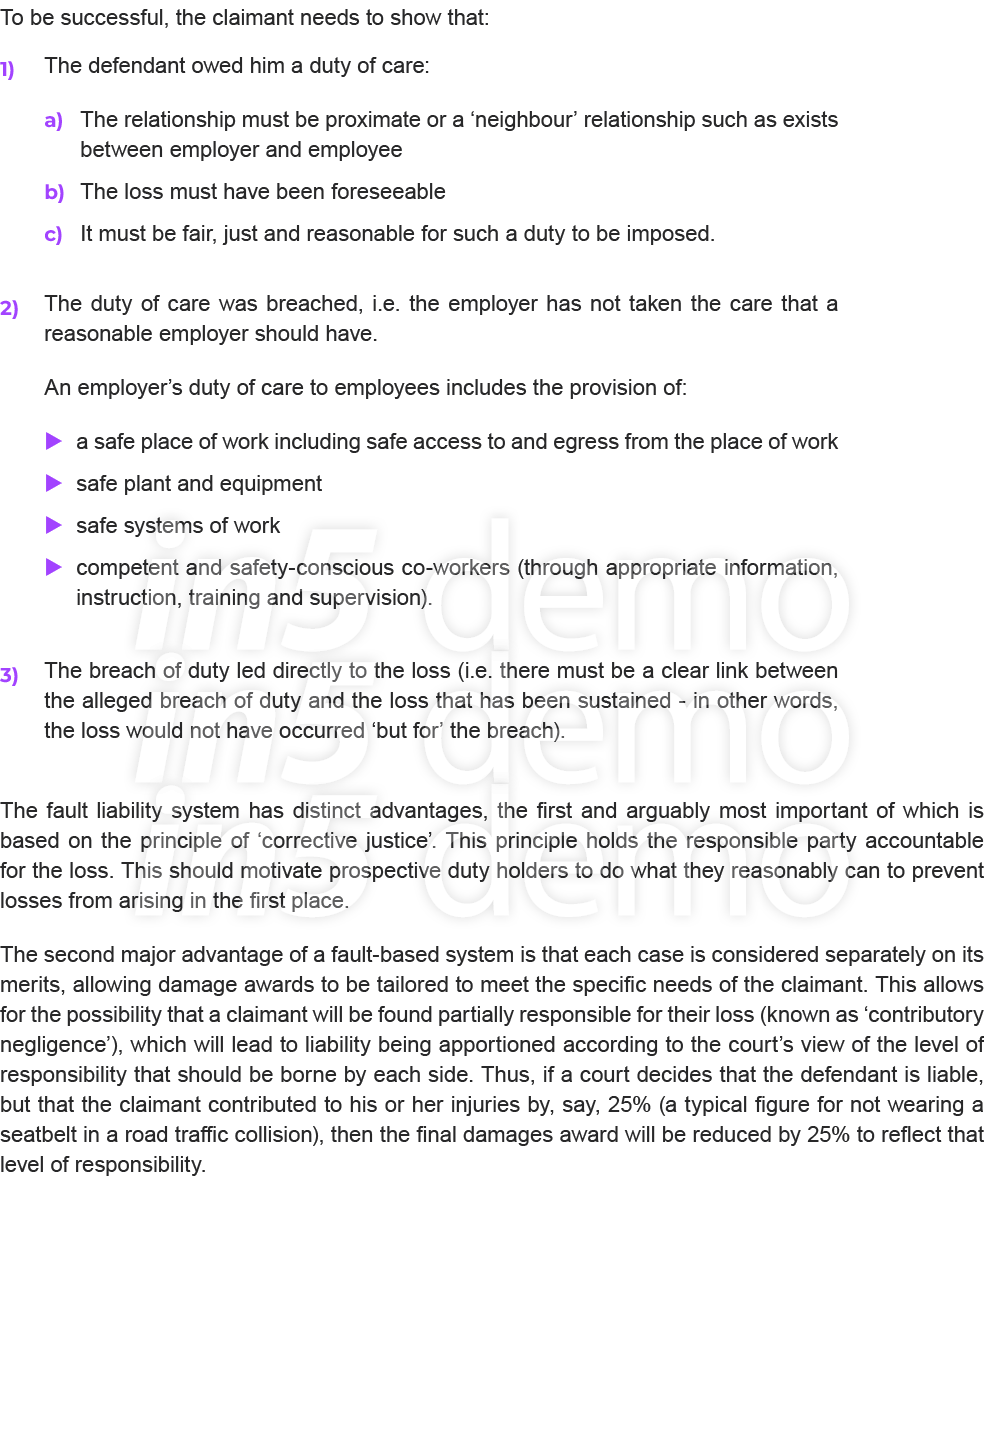 To be successful, the claimant needs to show that:
1) The defendant owed him a duty of care:
a) The relationship must be proximate or a ‘neighbour’ relationship such as exists
between employer and employee
b) The loss must have been foreseeable
c) It must be fair, just and reasonable for such a duty to be imposed.
2) The duty of care was breached, i.e. the employer has not taken the care that a
reasonable employer should have.
An employer’s duty of care to employees includes the provision of:
▶ a safe place of work including safe access to and egress from the place of work
▶ safe plant and equipment
▶ safe systems of work
▶ competent and safety-conscious co-workers (through appropriate information,
instruction, training and supervision).
3) The breach of duty led directly to the loss (i.e. there must be a clear link between
the alleged breach of duty and the loss that has been sustained - in other words,
the loss would not have occurred ‘but for’ the breach).
The fault liability system has distinct advantages, the first and arguably most important of which is
based on the principle of ‘corrective justice’. This principle holds the responsible party accountable
for the loss. This should motivate prospective duty holders to do what they reasonably can to prevent
losses from arising in the first place.
The second major advantage of a fault-based system is that each case is considered separately on its
merits, allowing damage awards to be tailored to meet the specific needs of the claimant. This allows
for the possibility that a claimant will be found partially responsible for their loss (known as ‘contributory
negligence’), which will lead to liability being apportioned according to the court’s view of the level of
responsibility that should be borne by each side. Thus, if a court decides that the defendant is liable,
but that the claimant contributed to his or her injuries by, say, 25% (a typical figure for not wearing a
seatbelt in a road traffic collision), then the final damages award will be reduced by 25% to reflect that
level of responsibility.
in5 demo
in5 demo
in5 demo